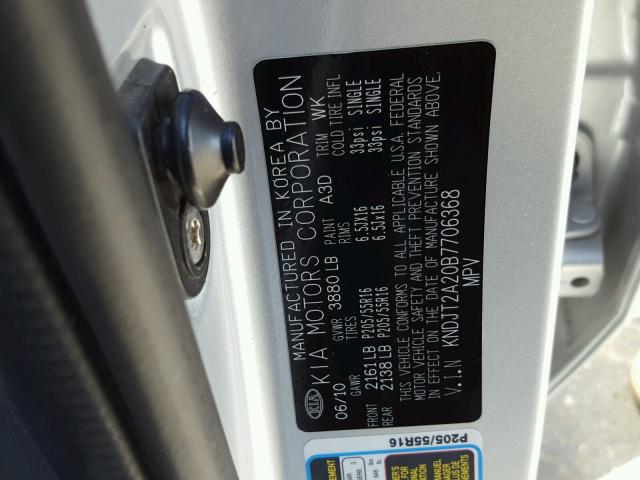 MANUFACTURED IN KOREA BY
KIA KIA MOTORS CORPORATION
06/10 GVWR 3880 LB PAINT A3D TRIM WK
GAWR TIRES RIMS COLD TIRE INFL
FRONT 2161 LB P205/55R16 6.5Jx16 33psi SINGLE
REAR 2138 LB P205/55R16 6.5Jx16 33psi SINGLE
THIS VEHICLE CONFORMS TO ALL APPLICABLE U.S.A. FEDERAL
MOTOR VEHICLE SAFETY AND THEFT PREVENTION STANDARDS
IN EFFECT ON THE DATE OF MANUFACTURE SHOWN ABOVE.
V.I.N KNDJT2A20B7706368
MPV
P205/55R16